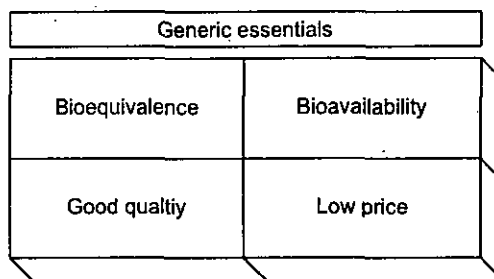 Generic essentials
Bioequivalence
Bioavailability
Good qualtiy
Low price